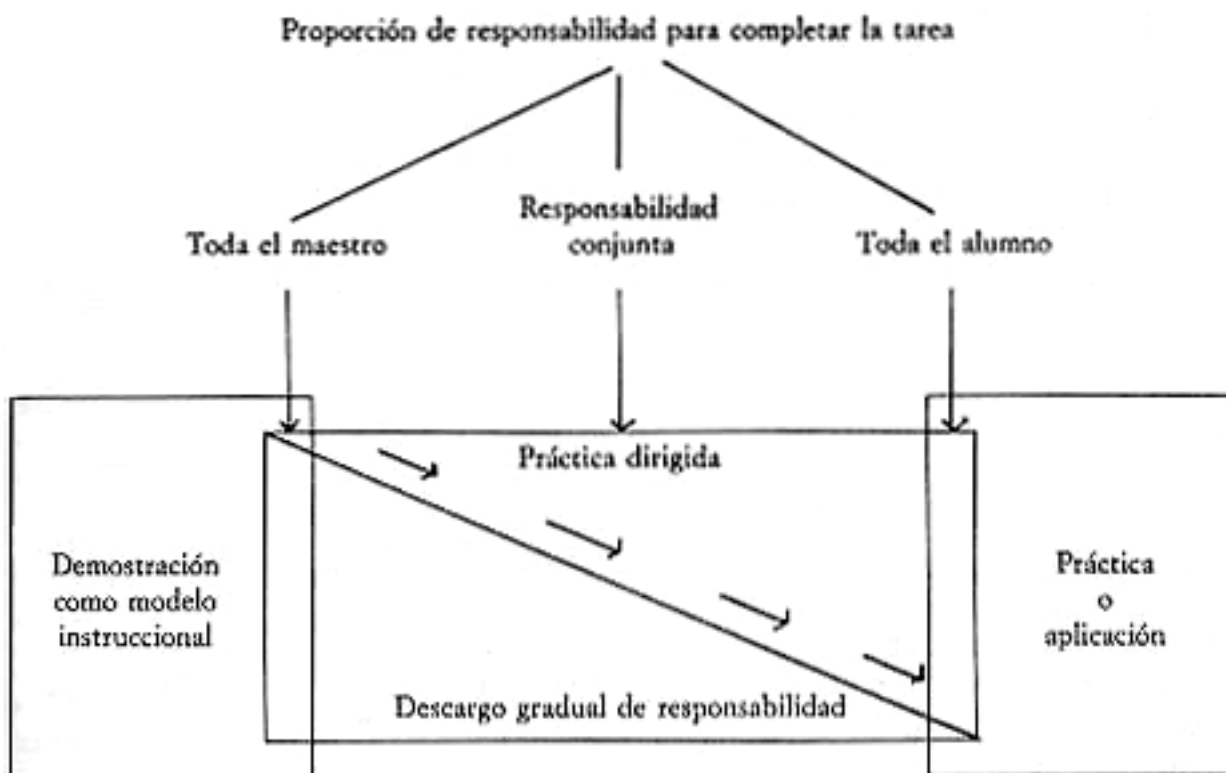 Proporción de responsabilidad para completar la tarea
Responsabilidad
conjunta
Toda el maestro
Toda el alumno
Práctica dirigida
Demostración
como modelo
instruccional
Práctica
o
aplicación
Descargo gradual de responsabilidad